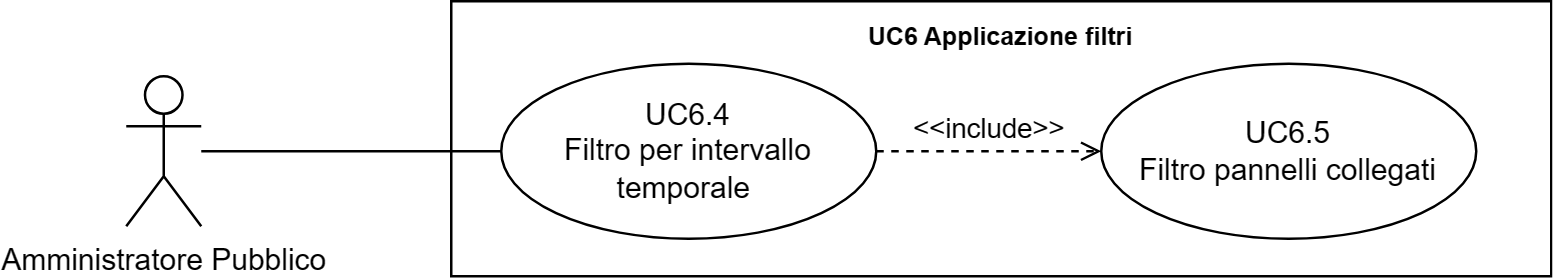 UC6 Applicazione filtri
UC6.4
Filtro per intervallo
temporale
<<include>>
UC6.5
Filtro pannelli collegati
Amministratore Pubblico